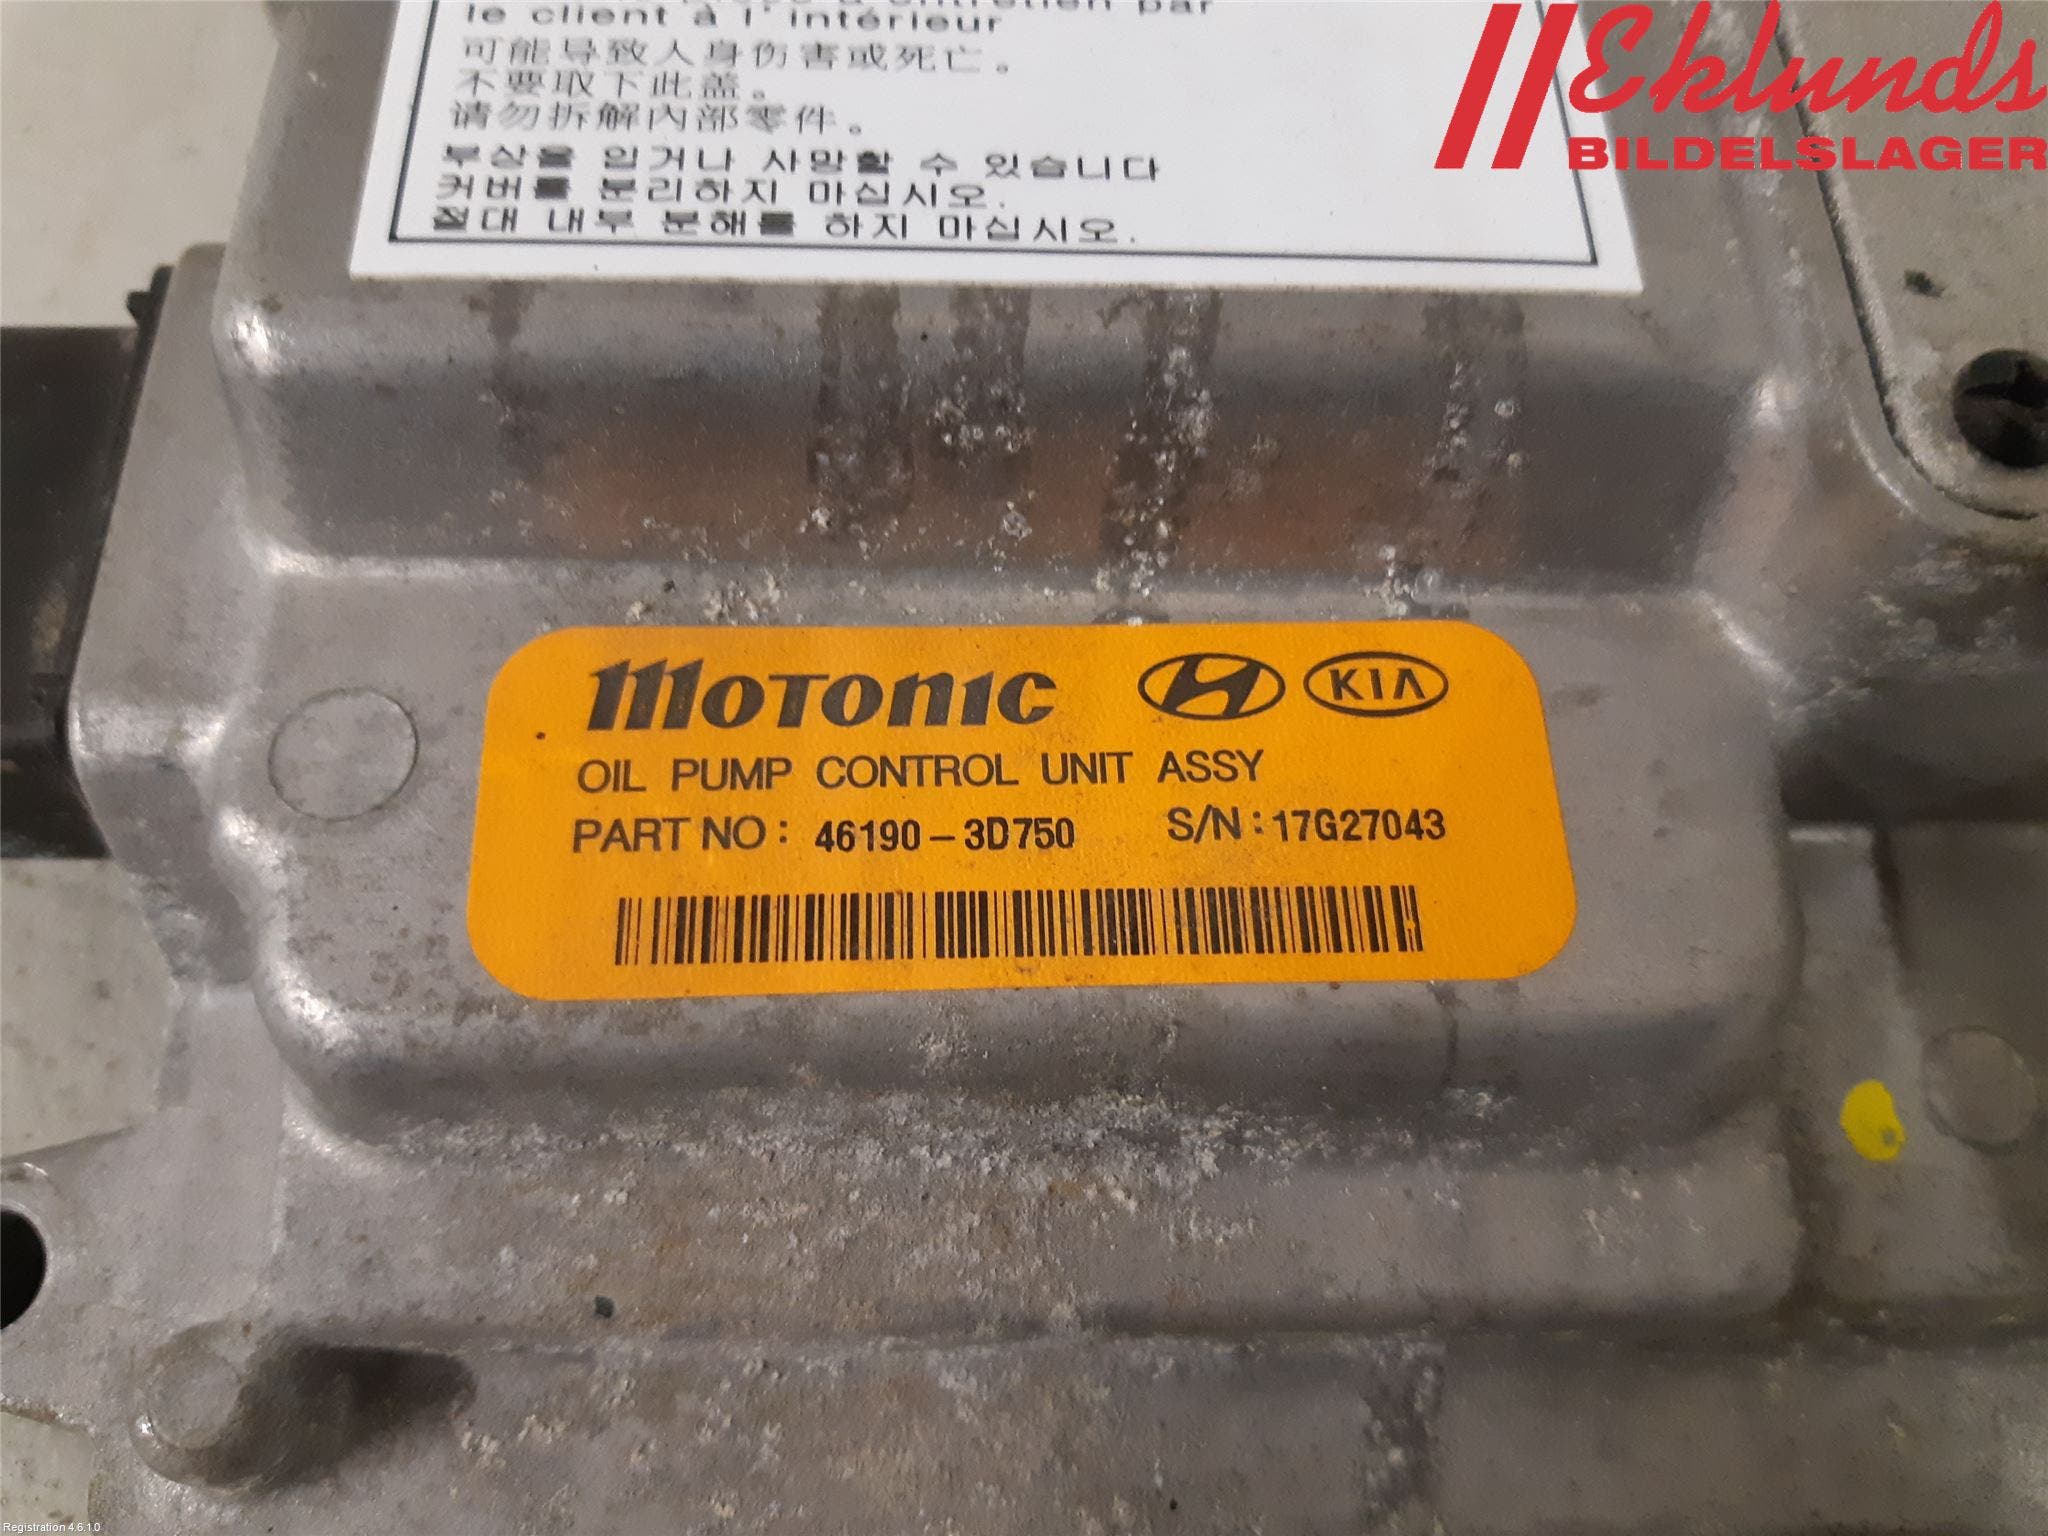 d'entretien par
le client à l'intérieur
可能导致人身伤害或死亡。
不要取下此盖。
请勿拆解内部零件。
부상을 입거나 사망할 수 있습니다
커버를 분리하지 마십시오.
절대 내부 분해를 하지 마십시오.
Eklunds
BILDELSLAGER
MOTONIC HYUNDAI KIA
OIL PUMP CONTROL UNIT ASSY
PART NO : 46190-3D750 S/N : 17G27043
Registration 4.6.1.0